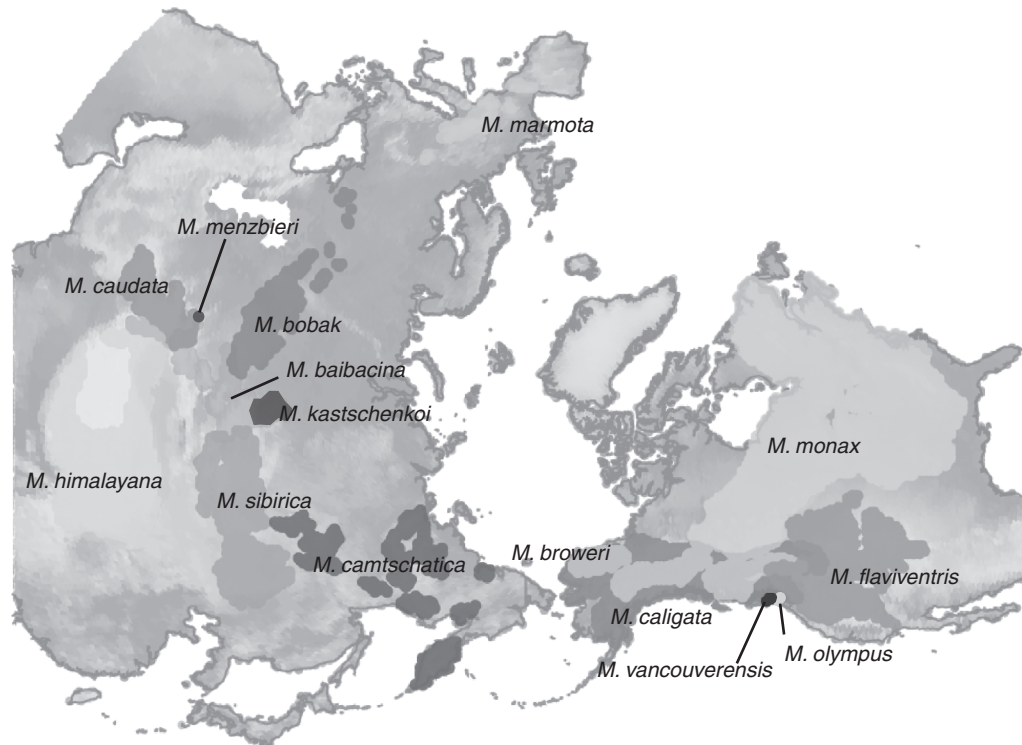 M. marmota
M. menzbieri
M. caudata
M. bobak
M. baibacina
M. kastschenkoi
M. monax
M. himalayana
M. sibirica
M. broweri
M. camtschatica
M. flaviventris
M. caligata
M. olympus
M. vancouverensis